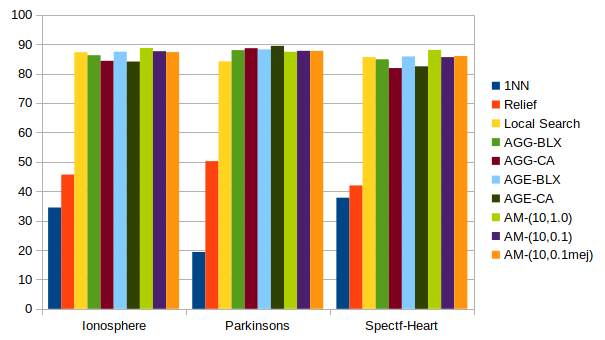 100
90
80
70
60
50
40
30
20
10
0
Ionosphere Parkinsons Spectf-Heart
1NN
Relief
Local Search
AGG-BLX
AGG-CA
AGE-BLX
AGE-CA
AM-(10,1.0)
AM-(10,0.1)
AM-(10,0.1mej)